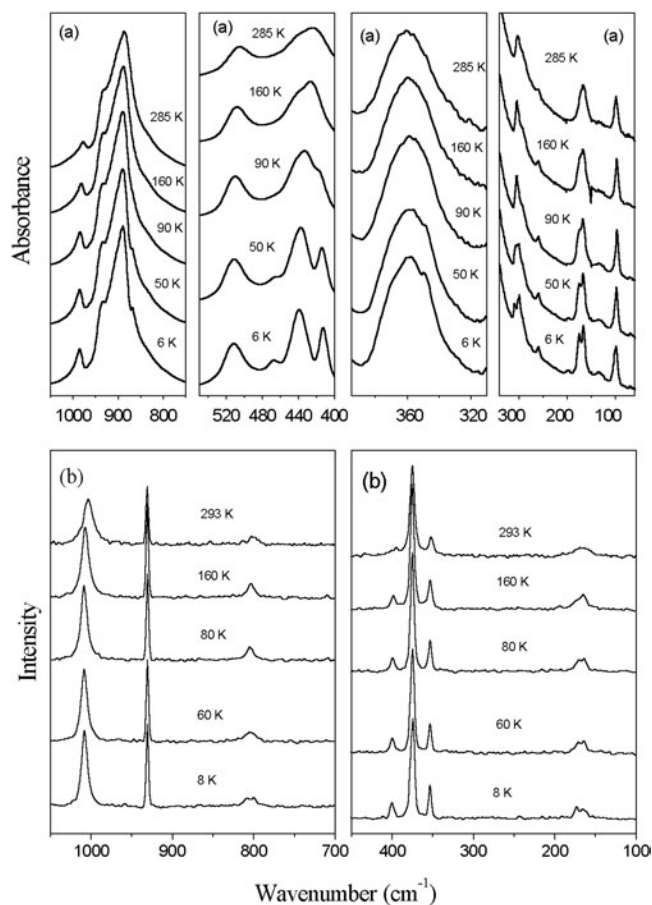 (a) (a) (a) (a)
285 K 285 K 285 K 285 K
160 K 160 K 160 K 160 K
90 K 90 K 90 K 90 K
50 K 50 K 50 K 50 K
6 K 6 K 6 K 6 K
Absorbance
1000 900 800 520 480 440 400 360 320 300 200 100
(b) (b)
293 K 293 K
160 K 160 K
80 K 80 K
60 K 60 K
8 K 8 K
Intensity
1000 900 800 700 400 300 200 100
Wavenumber (cm⁻¹)